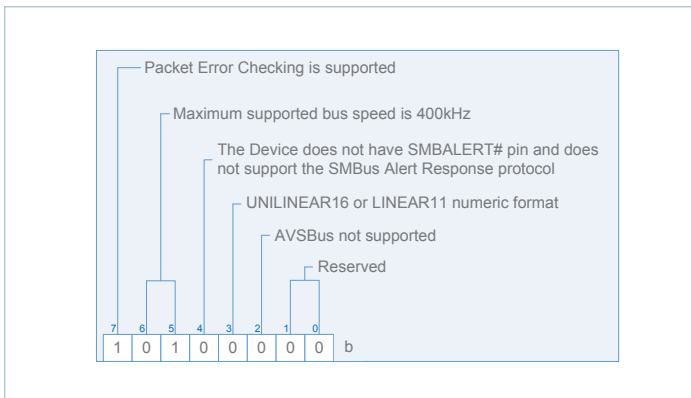 Packet Error Checking is supported
Maximum supported bus speed is 400kHz
The Device does not have SMBALERT# pin and does
not support the SMBus Alert Response protocol
UNILINEAR16 or LINEAR11 numeric format
AVSBus not supported
Reserved
7 6 5 4 3 2 1 0
1 0 1 0 0 0 0 0 b